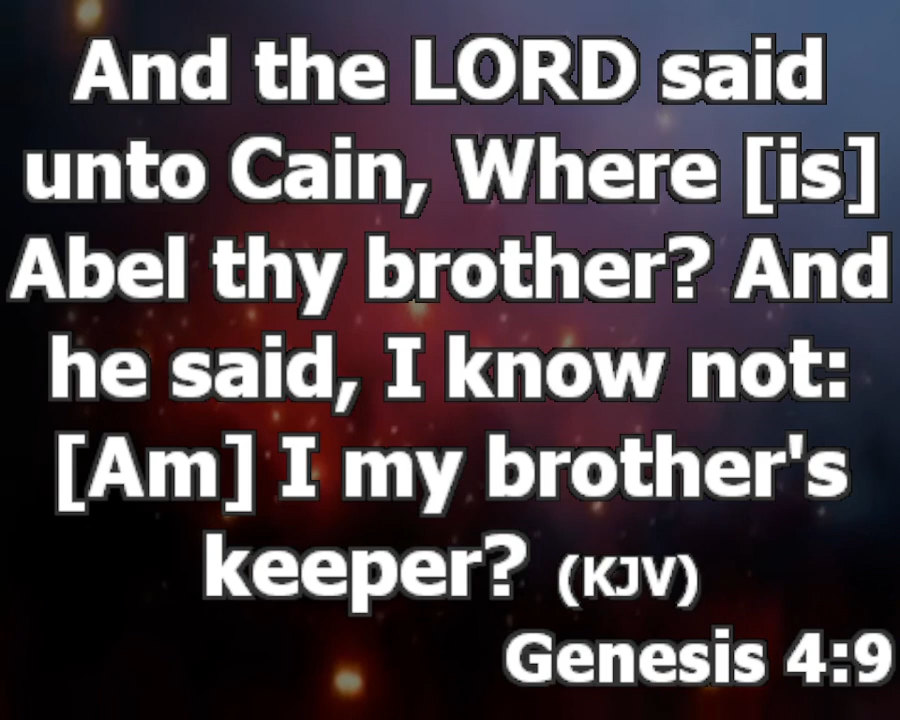 And the LORD said
unto Cain, Where [is]
Abel thy brother? And
he said, I know not:
[Am] I my brother's
keeper? (KJV)
Genesis 4:9